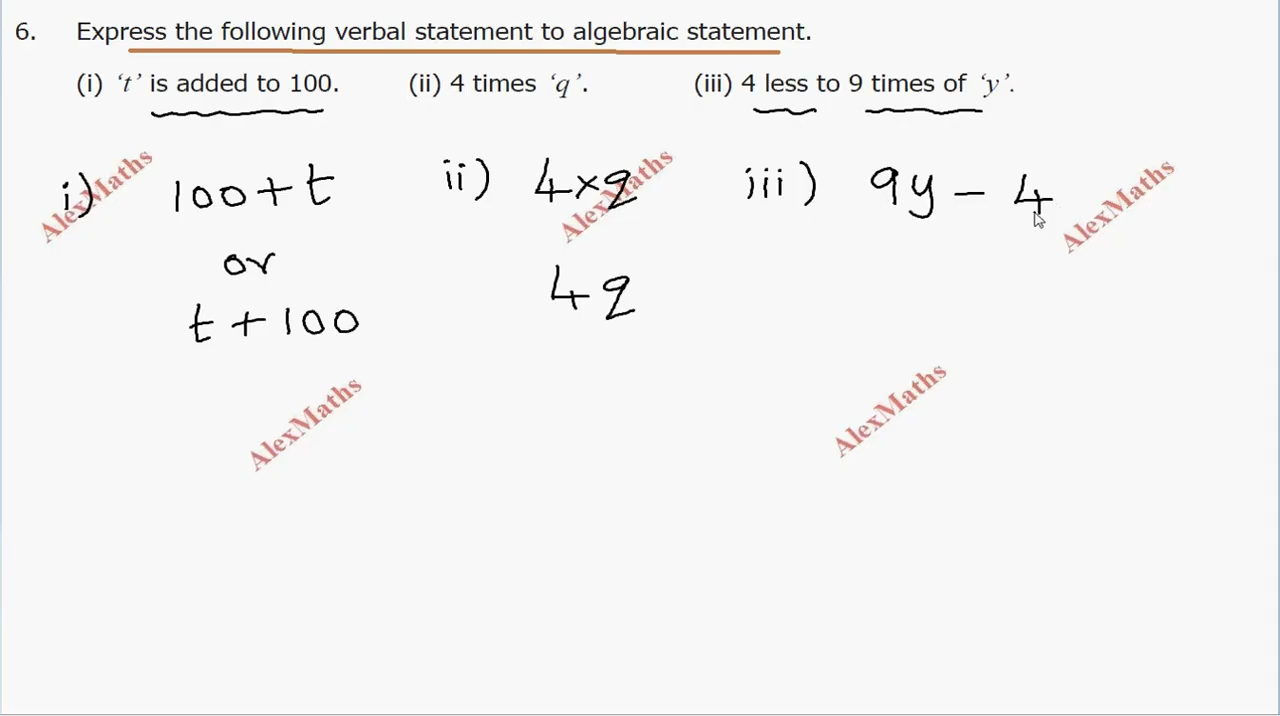 6. Express the following verbal statement to algebraic statement.
(i) ‘t’ is added to 100. (ii) 4 times ‘q’. (iii) 4 less to 9 times of ‘y’.
i) 100 + t ii) 4 × q iii) 9y − 4
or
t + 100 4q
AlexMaths
AlexMaths
AlexMaths
AlexMaths
AlexMaths